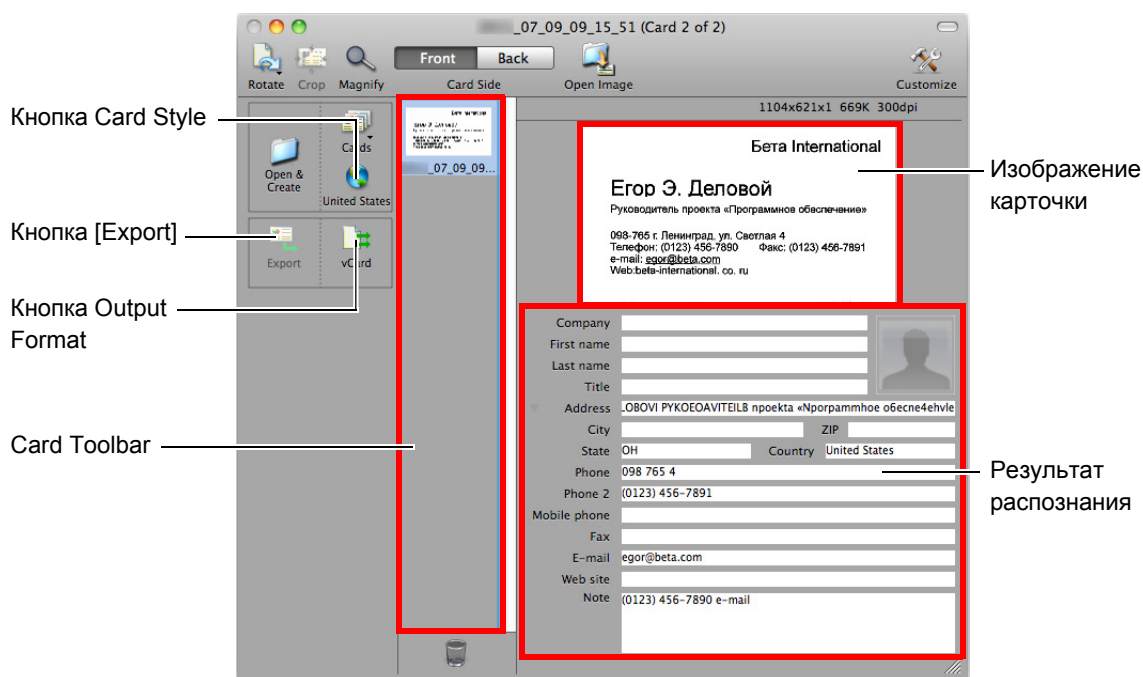 _07_09_09_15_51 (Card 2 of 2)
Rotate Crop Magnify
Front Back
Card Side
Open Image
Customize
1104x621x1 669K 300dpi
Кнопка Card Style
Open & Create
Cards
United States
Кнопка [Export]
Export
vCard
Кнопка Output
Format
Card Toolbar
_07_09_09...
Бета International
Егор Э. Деловой
Руководитель проекта «Программное обеспечение»
098-765 г. Ленинград, ул. Светлая 4
Телефон: (0123) 456-7890 Факс: (0123) 456-7891
e-mail: egor@beta.com
Web:beta-international. co. ru
Изображение
карточки
Company
First name
Last name
Title
Address .OBOVI PYKOEOAVITEILB npoekta «Nporpammhoe o6ecne4ehvle
City ZIP
State OH Country United States
Phone 098 765 4
Phone 2 (0123) 456-7891
Mobile phone
Fax
E-mail egor@beta.com
Web site
Note (0123) 456-7890 e-mail
Результат
распознания